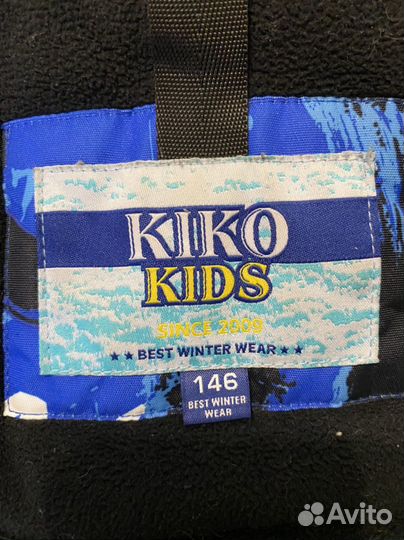 KIKO
KIDS
SINCE 2009
★★ BEST WINTER WEAR ★★
146
BEST WINTER
WEAR
Avito